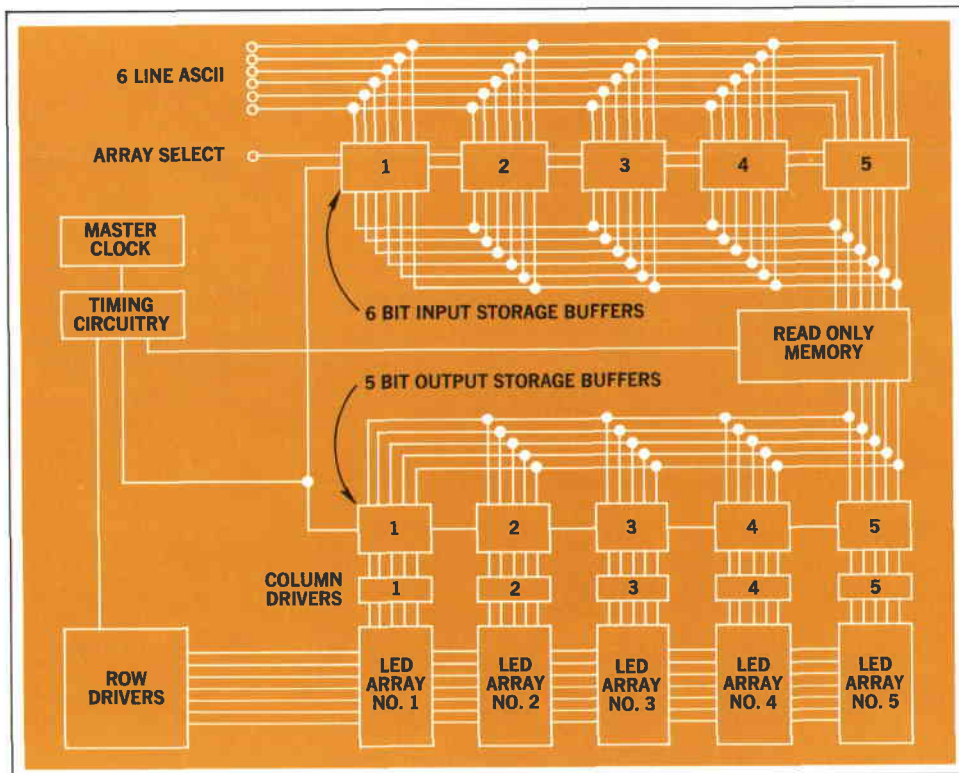 6 LINE ASCII
ARRAY SELECT
1 2 3 4 5
MASTER
CLOCK
TIMING
CIRCUITRY
6 BIT INPUT STORAGE BUFFERS
READ ONLY
MEMORY
5 BIT OUTPUT STORAGE BUFFERS
1 2 3 4 5
COLUMN
DRIVERS
1 2 3 4 5
ROW
DRIVERS
LED
ARRAY
NO. 1
LED
ARRAY
NO. 2
LED
ARRAY
NO. 3
LED
ARRAY
NO. 4
LED
ARRAY
NO. 5